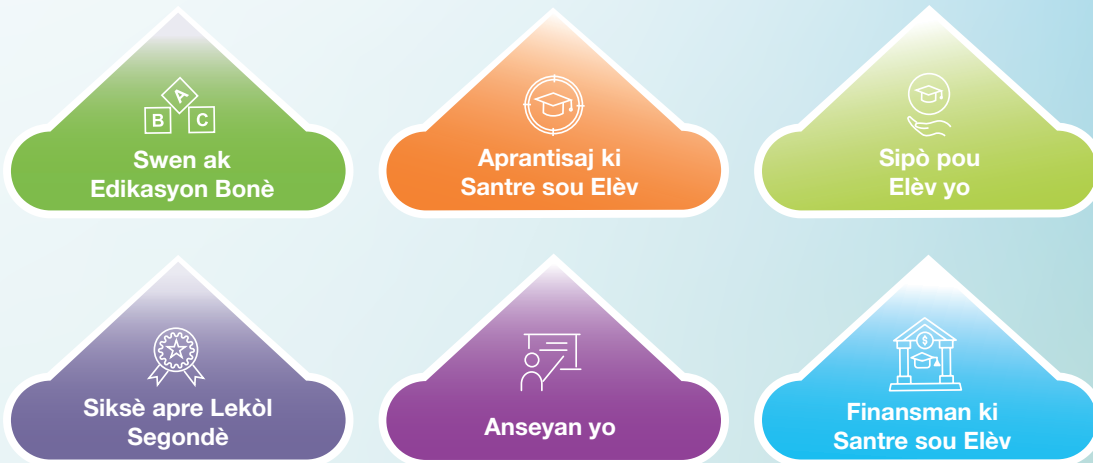 A
B C
Swen ak
Edikasyon Bonè
Aprantisaj ki
Santre sou Elèv
Sipò pou
Elèv yo
Siksè apre Lekòl
Segondè
Anseyan yo
$
Finansman ki
Santre sou Elèv